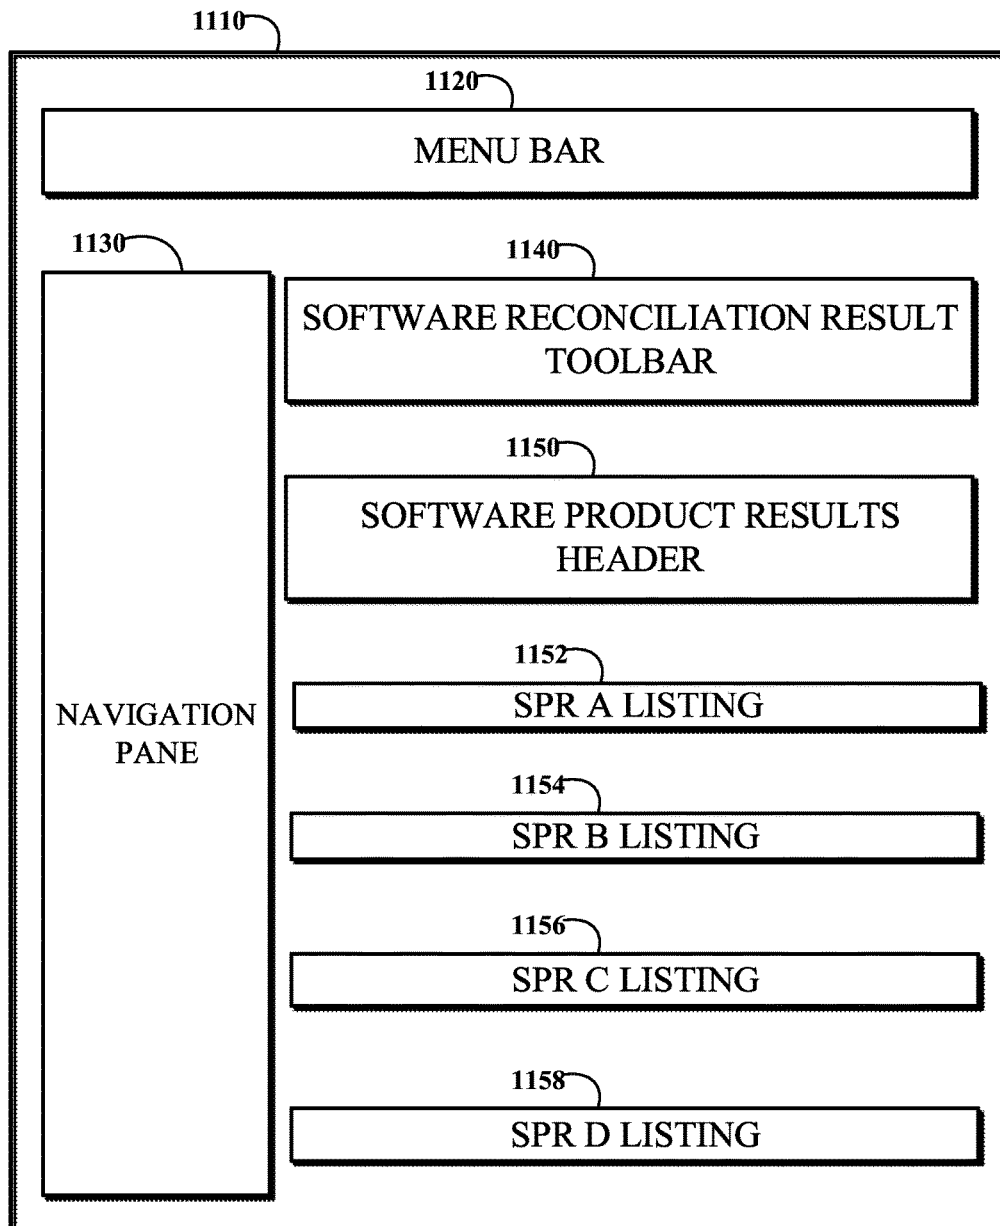 1110
1120
MENU BAR
1130
NAVIGATION
PANE
1140
SOFTWARE RECONCILIATION RESULT
TOOLBAR
1150
SOFTWARE PRODUCT RESULTS
HEADER
1152
SPR A LISTING
1154
SPR B LISTING
1156
SPR C LISTING
1158
SPR D LISTING